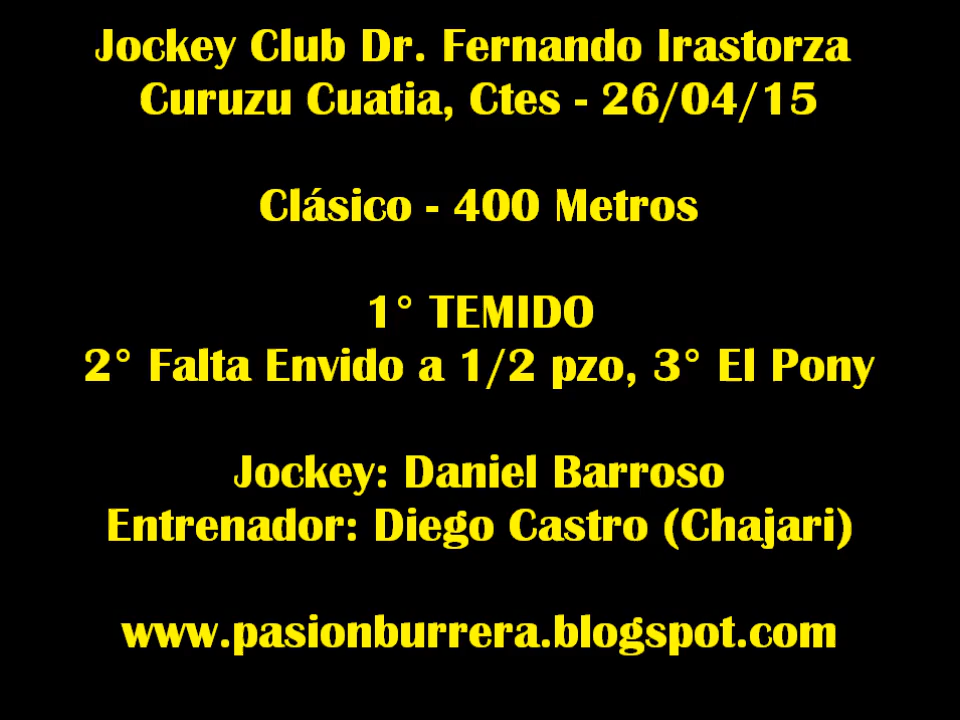 Jockey Club Dr. Fernando Irastorza
Curuzu Cuatia, Ctes - 26/04/15
Clásico - 400 Metros
1° TEMIDO
2° Falta Envido a 1/2 pzo, 3° El Pony
Jockey: Daniel Barroso
Entrenador: Diego Castro (Chajari)
www.pasionburrera.blogspot.com